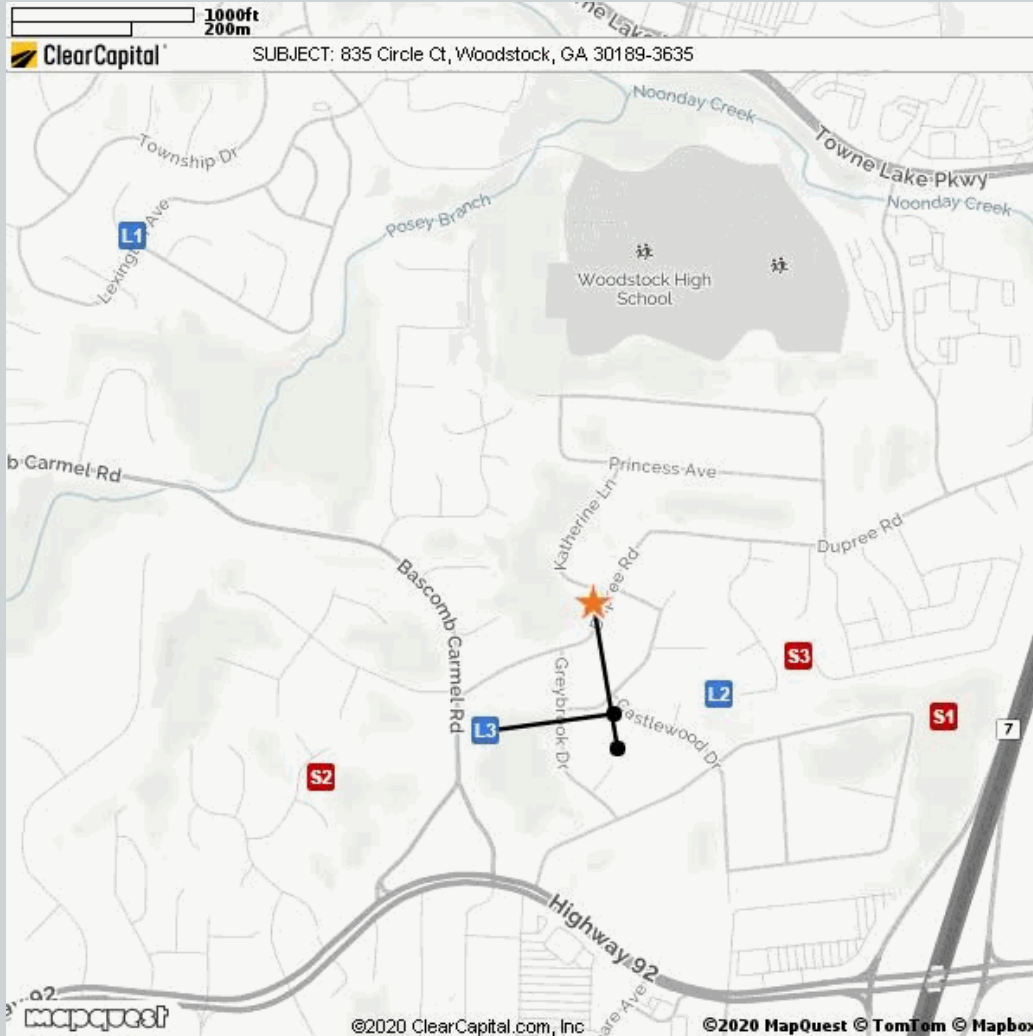 1000ft
200m
ClearCapital
SUBJECT: 835 Circle Ct, Woodstock, GA 30189-3635
Noonday Creek
Towne Lake Pkwy
Noonday Creek
Township Dr
Posey Branch
L1
Lexington Ave
Woodstock High
School
b Carmel Rd
Princess Ave
Katherine Ln
Dupree Rd
Bascomb Carmel Rd
Greybrook Dr
Castlewood Dr
S3
L2
S1
L3
7
S2
Highway 92
92
mapquest
©2020 ClearCapital.com, Inc
©2020 MapQuest © TomTom © Mapbox